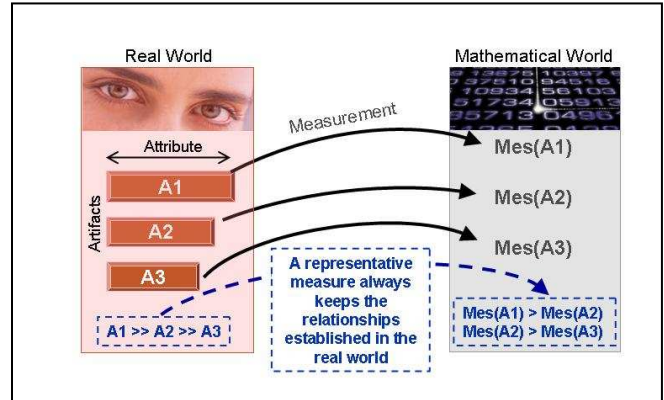 Real World
Mathematical World
Measurement
Attribute
Artifacts
A1
A2
A3
Mes(A1)
Mes(A2)
Mes(A3)
A1 >> A2 >> A3
A representative
measure always
keeps the
relationships
established in the
real world
Mes(A1) > Mes(A2)
Mes(A2) > Mes(A3)